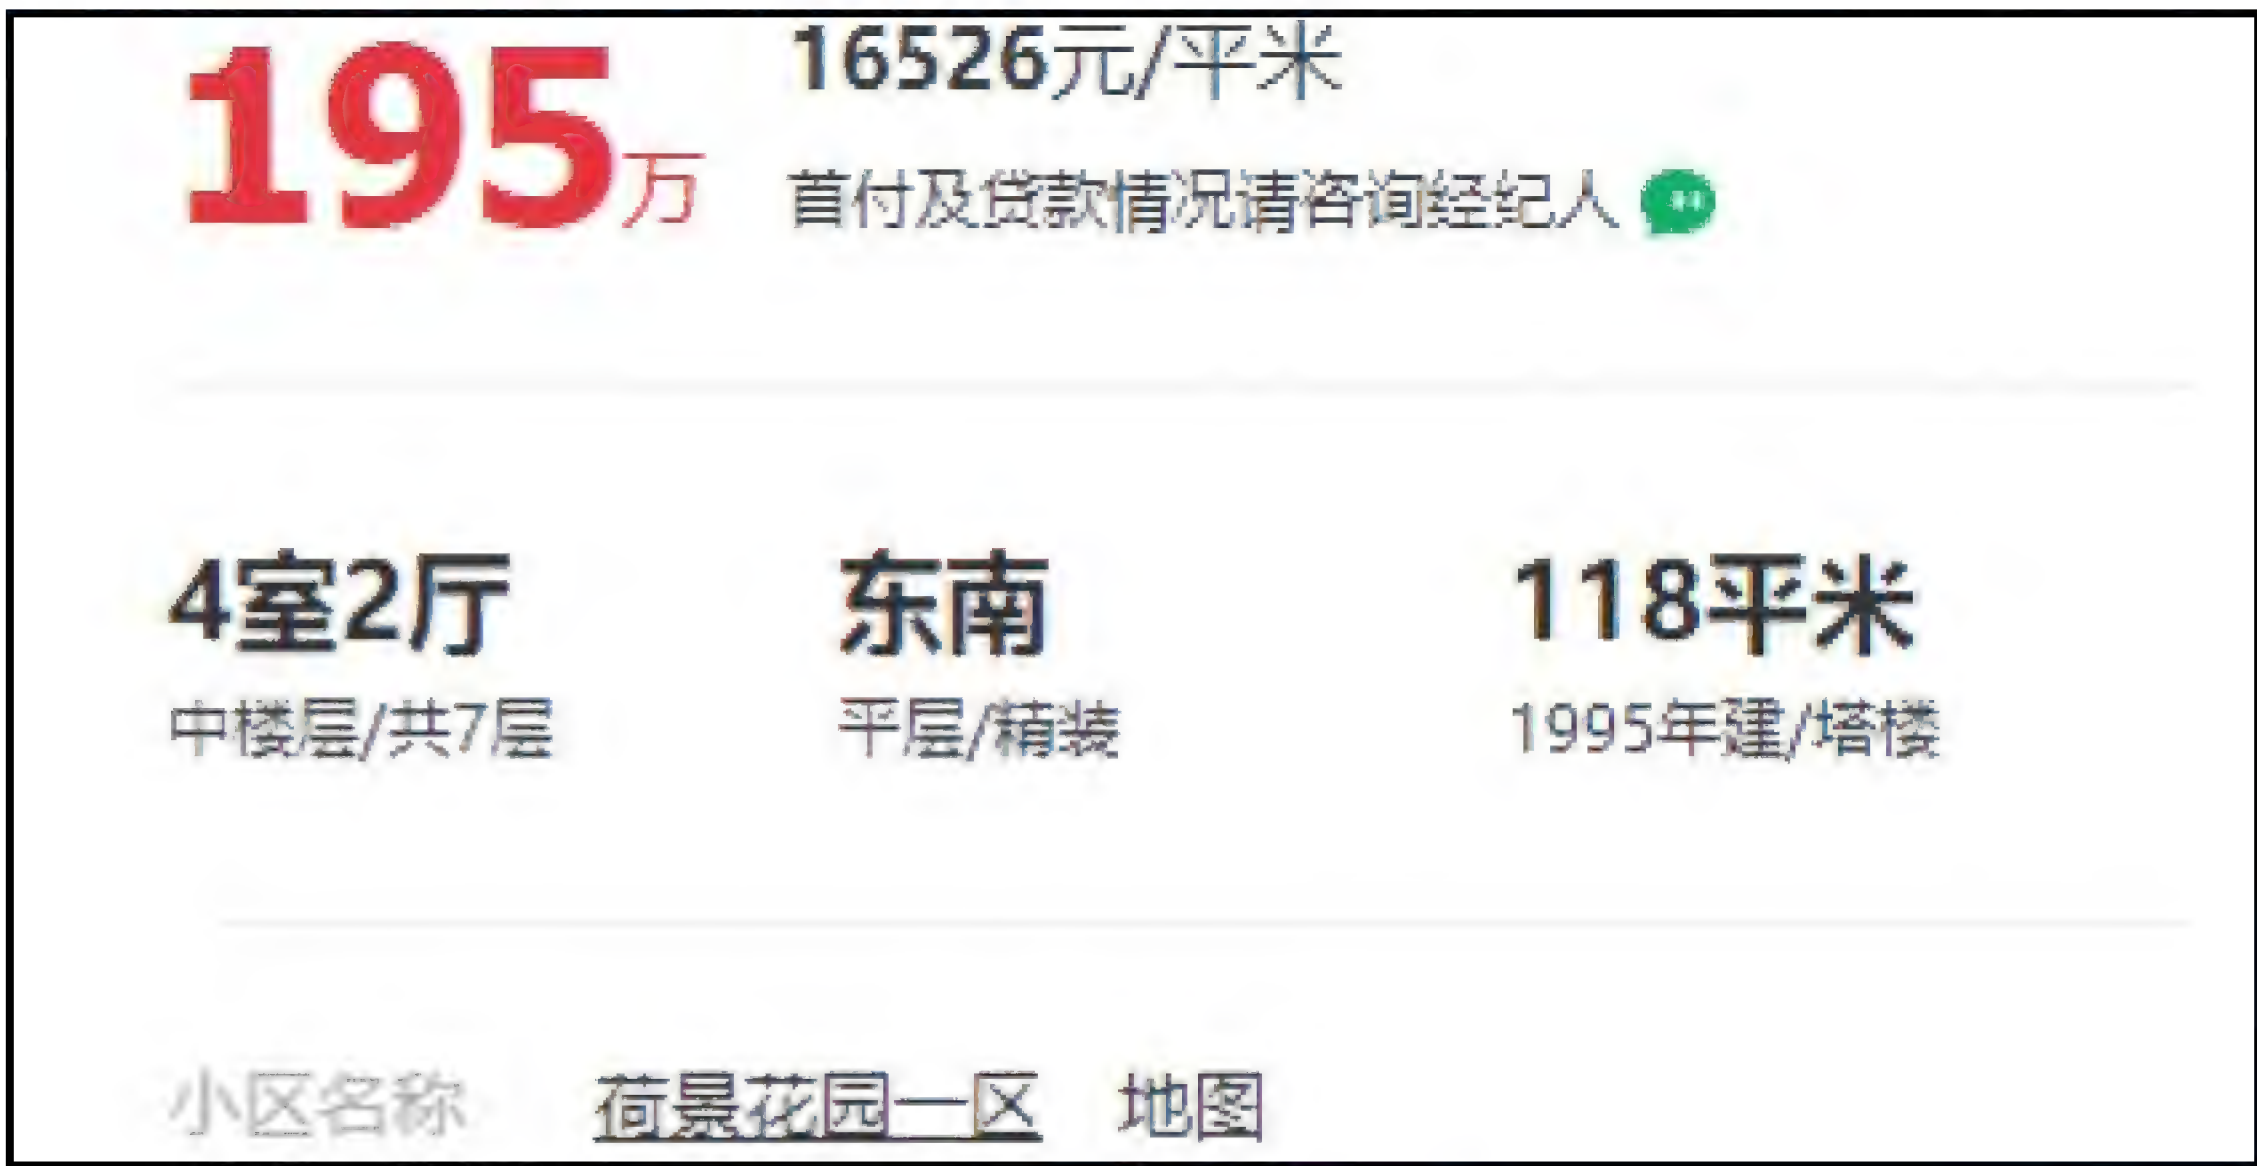 195万
16526元/平米
首付及贷款情况请咨询经纪人
4室2厅 东南 118平米
中楼层/共7层 平层/精装 1995年建/塔楼
小区名称 荷景花园一区 地图